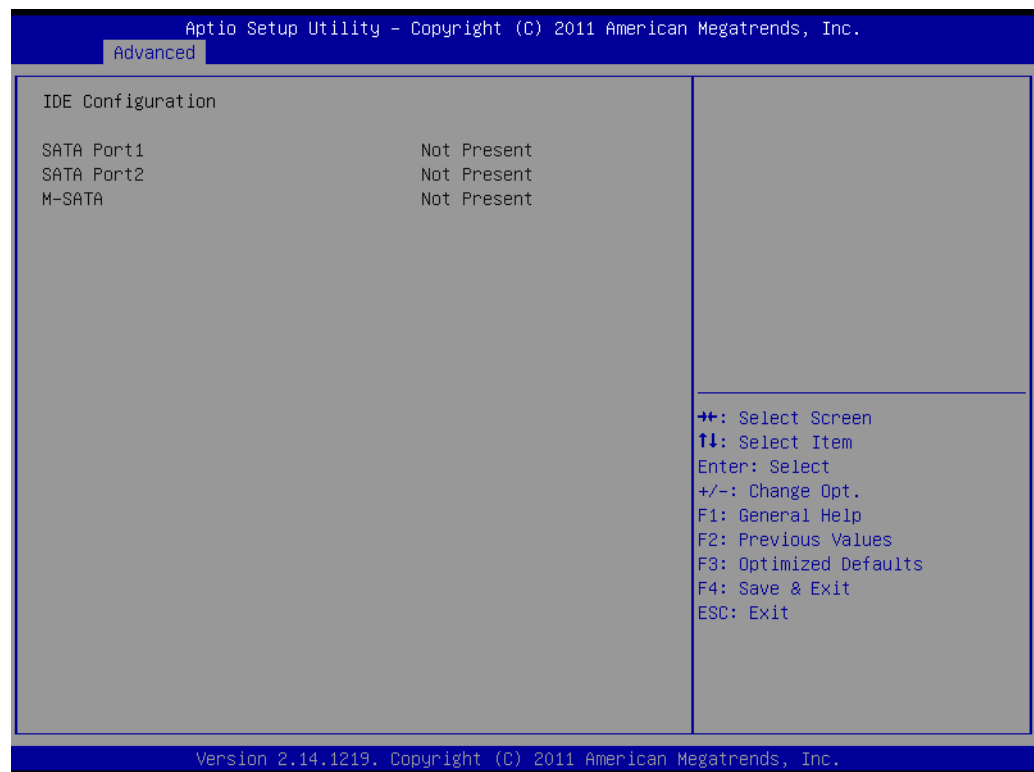 Aptio Setup Utility – Copyright (C) 2011 American Megatrends, Inc.
Advanced
IDE Configuration
SATA Port1 Not Present
SATA Port2 Not Present
M-SATA Not Present
→←: Select Screen
↑↓: Select Item
Enter: Select
+/-: Change Opt.
F1: General Help
F2: Previous Values
F3: Optimized Defaults
F4: Save & Exit
ESC: Exit
Version 2.14.1219. Copyright (C) 2011 American Megatrends, Inc.